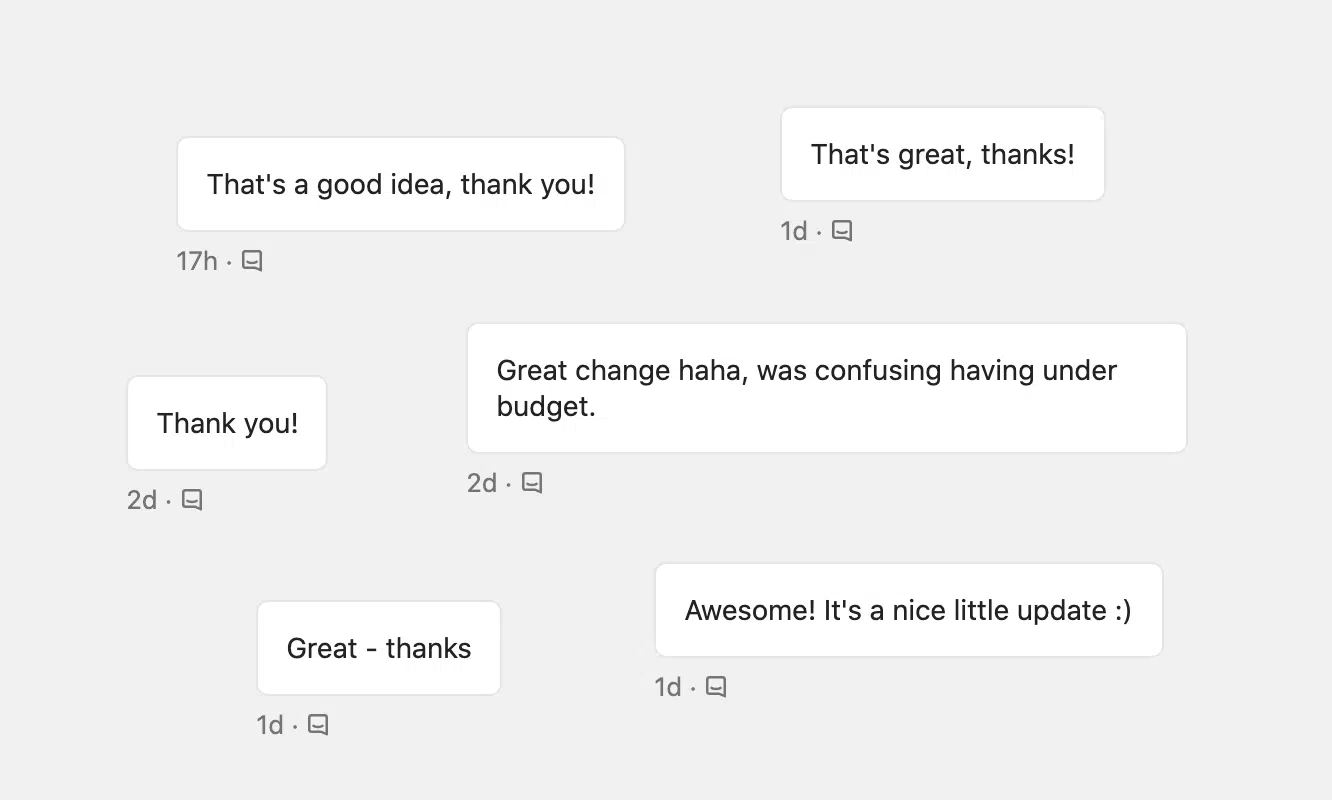 That's a good idea, thank you!
17h ·
That's great, thanks!
1d ·
Thank you!
2d ·
Great change haha, was confusing having under
budget.
2d ·
Great - thanks
1d ·
Awesome! It's a nice little update :)
1d ·